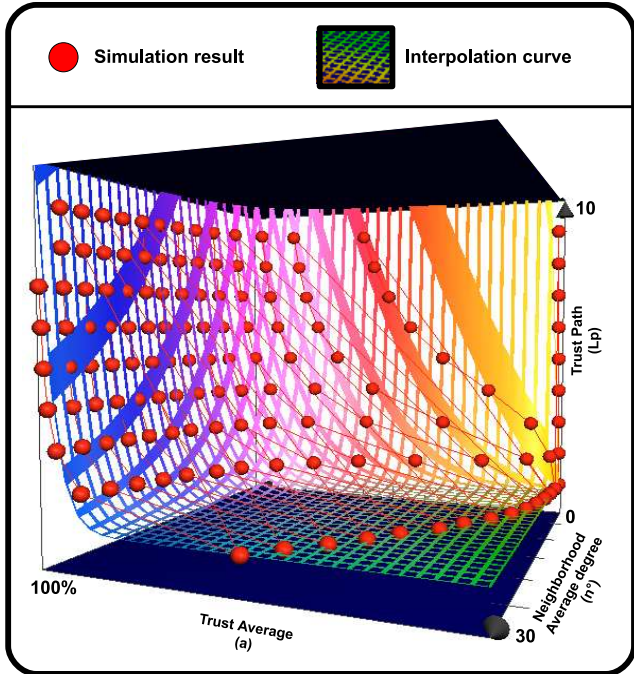 Simulation result
Interpolation curve
10
Trust Path
(Lp)
0
Neighborhood
Average degree
(n°)
100%
Trust Average
(a)
30